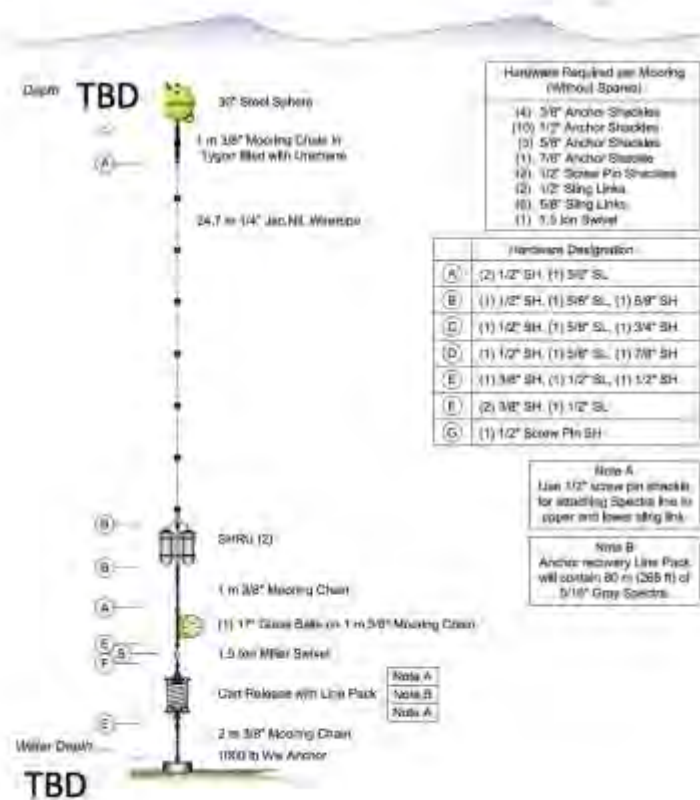 Depth TBD
30" Steel Sphere
1 m 3/8" Mooring Chain in
Tygon filled with Urethane
A
24.7 m 1/4" Jac.Nil. Wirerope
B
SHRU (2)
B
1 m 3/8" Mooring Chain
A
(1) 17" Glass Balls on 1 m 3/8" Mooring Chain
E
S
1.5 ton Miller Swivel
F
Cart Release with Line Pack
Note A
Note B
Note A
E
2 m 3/8" Mooring Chain
Water Depth
lb Ww Anchor
TBD
Hardware Required per Mooring
(Without Spares)
(4) 3/8" Anchor Shackles
(10) 1/2" Anchor Shackles
5/8" Anchor Shackles
(1) 7/8" Anchor Shackle
(2) 1/2" Screw Pin Shackles
(2) 1/2" Sling Links
5/8" Sling Links
(1) 1.5 ton Swivel
Hardware Designation
A (2) 1/2" SH, (1) 5/8" SL
B (1) 1/2" SH, (1) 5/8" SL, (1) 5/8" SH
C (1) 1/2" SH, (1) 5/8" SL, (1) 3/4" SH
D (1) 1/2" SH, (1) 5/8" SL, (1) 7/8" SH
E (1) 3/8" SH, (1) 1/2" SL, (1) 1/2" SH
F (2) 3/8" SH, (1) 1/2" SL
G (1) 1/2" Screw Pin SH
Note A
Use 1/2" screw pin shackle
for attaching Spectra line to
upper and lower sling link
Note B
Anchor recovery Line Pack
will contain 80 m (265 ft) of
5/16" Gray Spectra